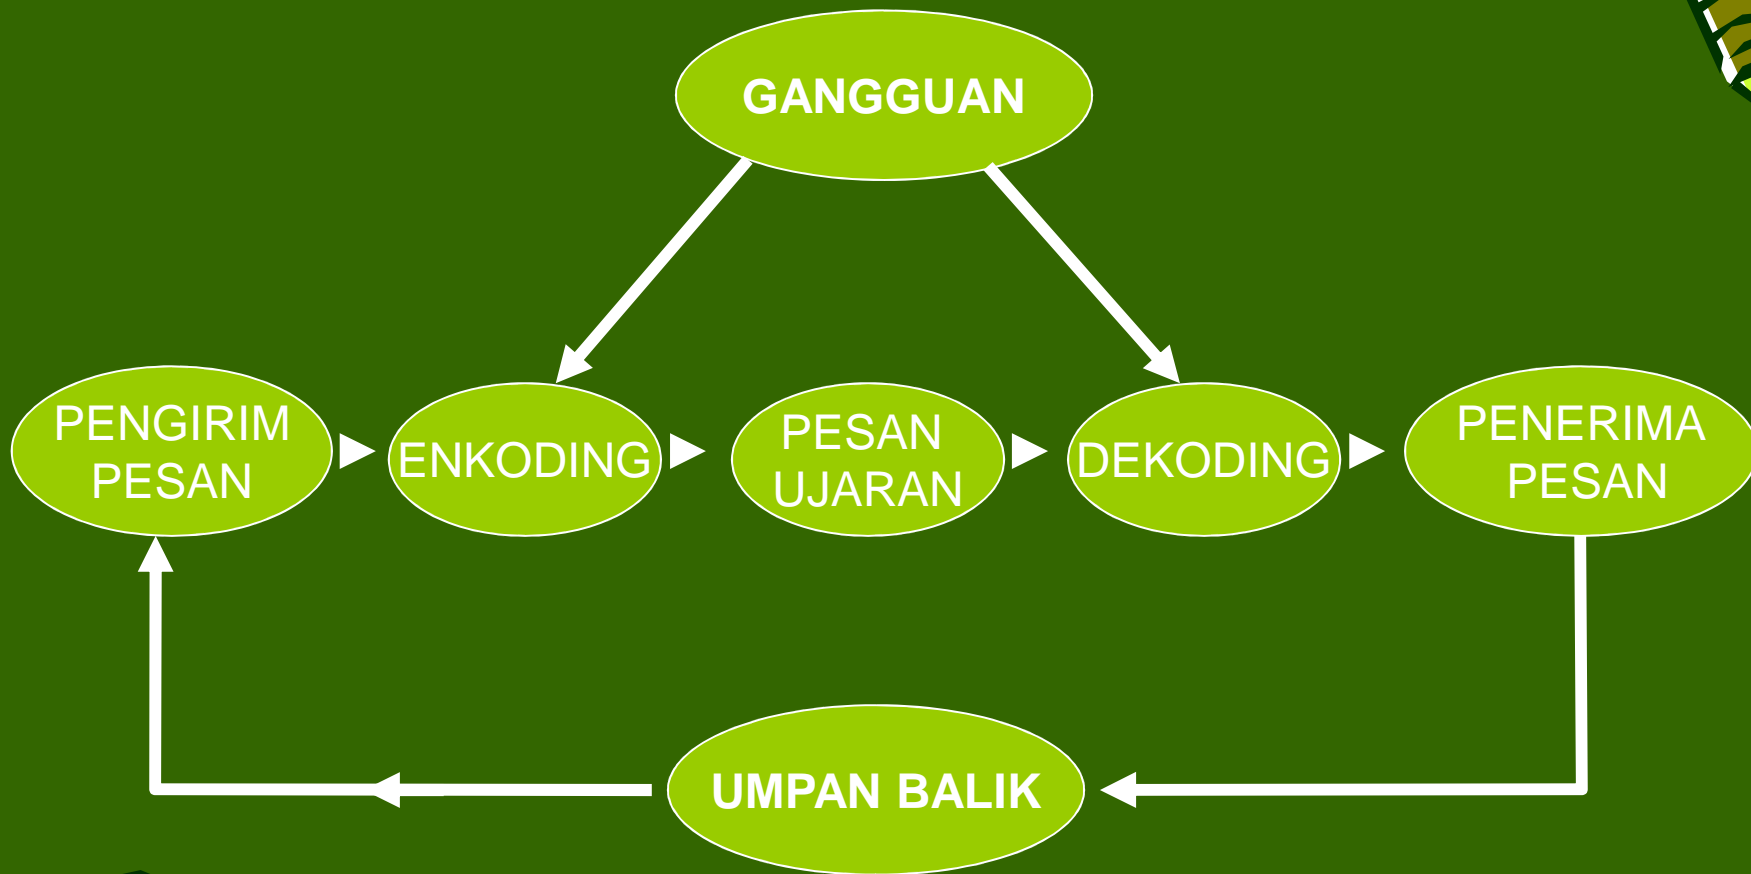 GANGGUAN
PENGIRIM
PESAN
ENKODING
PESAN
UJARAN
DEKODING
PENERIMA
PESAN
UMPAN BALIK